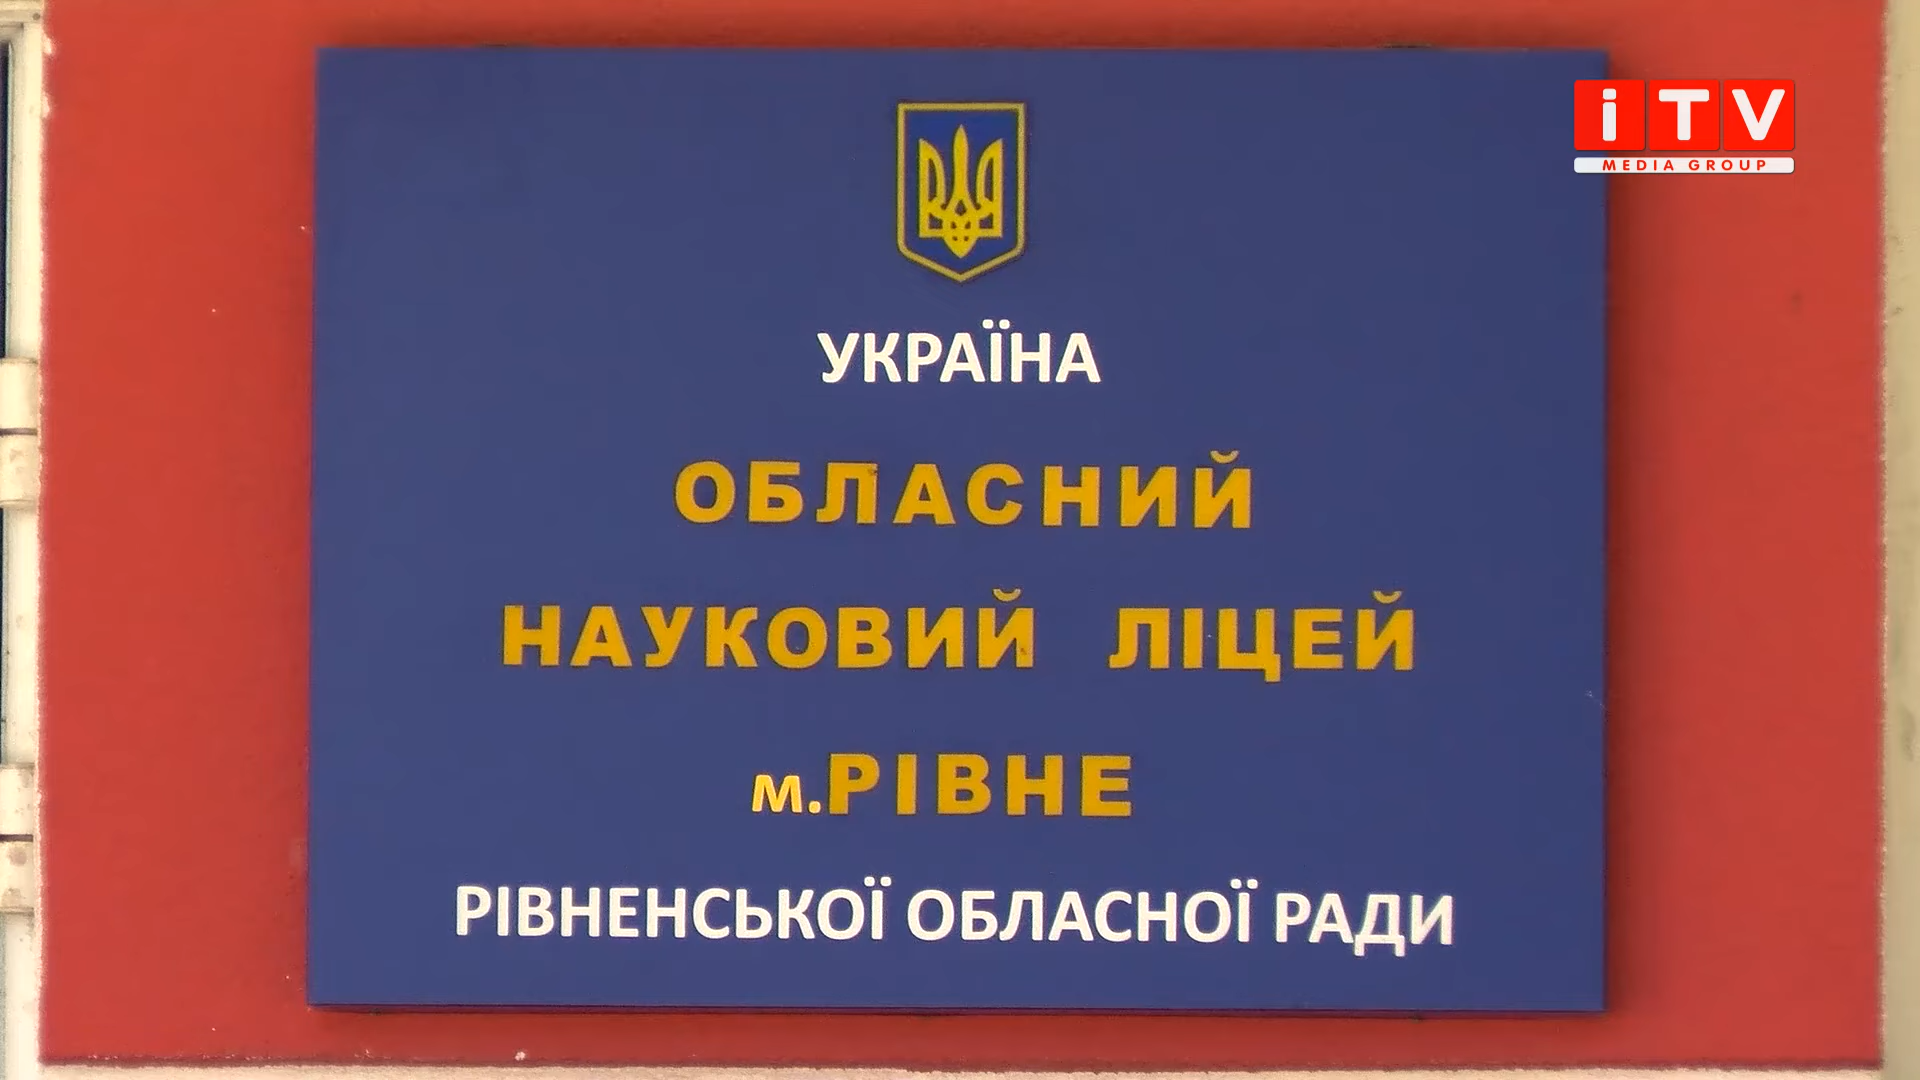 iTV
MEDIA GROUP
УКРАЇНА
ОБЛАСНИЙ
НАУКОВИЙ ЛІЦЕЙ
м.РІВНЕ
РІВНЕНСЬКОЇ ОБЛАСНОЇ РАДИ